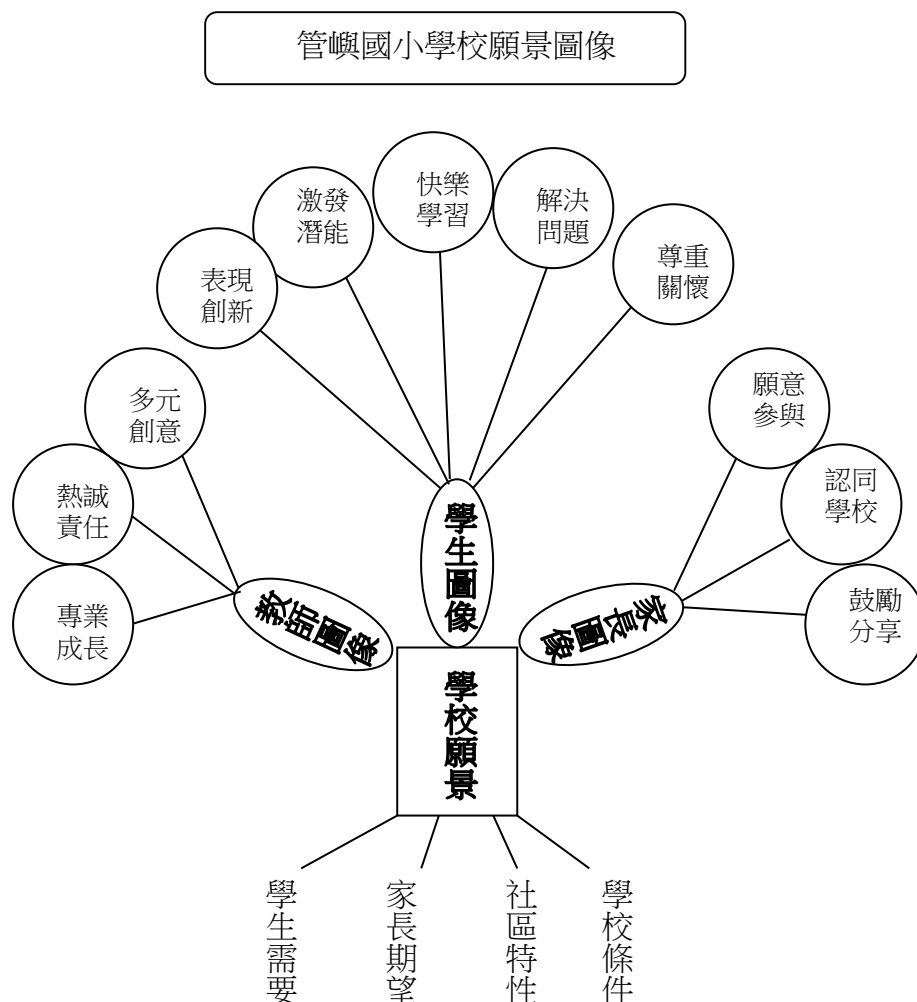 管嶼國小學校願景圖像
快樂
學習
激發
潛能
解決
問題
尊重
關懷
表現
創新
多元
創意
願意
參與
熱誠
責任
認同
學校
專業
成長
鼓勵
分享
教師圖像
學生圖像
家長圖像
學校願景
學生需要
家長期望
社區特性
學校條件